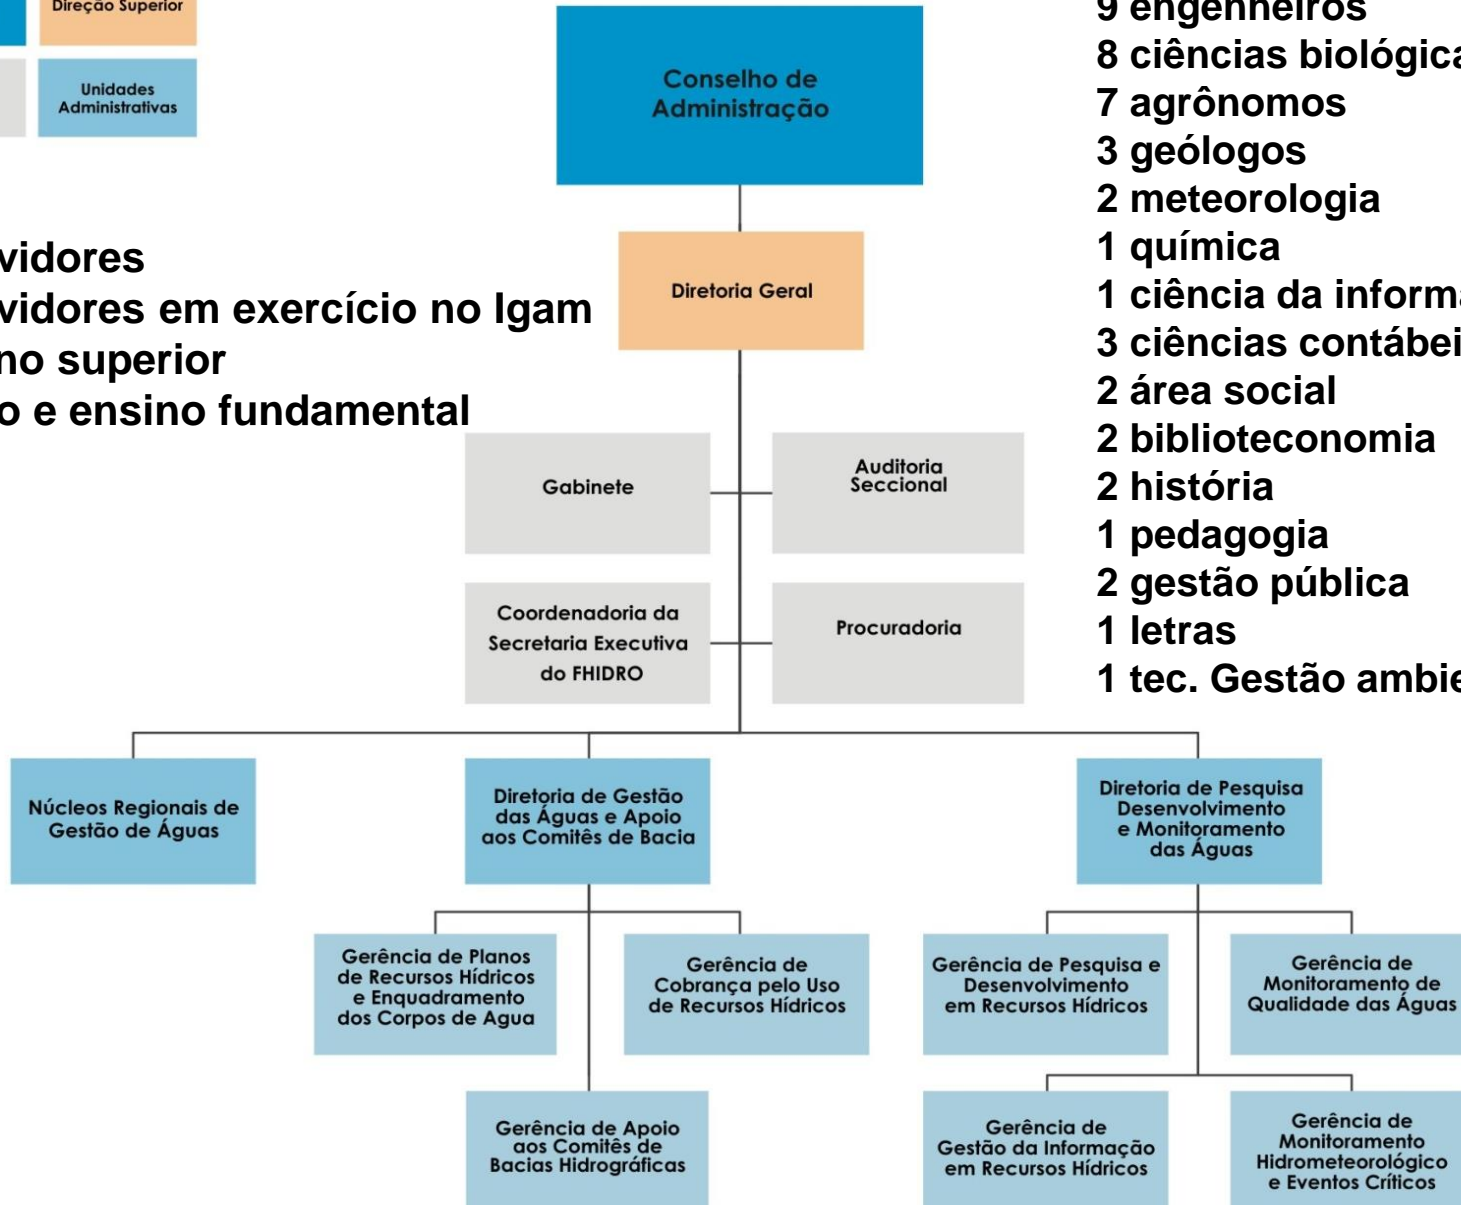 Direção Superior
Unidades
Administrativas
vidores
vidores em exercício no Igam
no superior
o e ensino fundamental
Conselho de
Administração
Diretoria Geral
Gabinete
Auditoria
Seccional
Coordenadoria da
Secretaria Executiva
do FHIDRO
Procuradoria
9 engenheiros
8 ciências biológica
7 agrônomos
3 geólogos
2 meteorologia
1 química
1 ciência da informa
3 ciências contábei
2 área social
2 biblioteconomia
2 história
1 pedagogia
2 gestão pública
1 letras
1 tec. Gestão ambie
Núcleos Regionais de
Gestão de Águas
Diretoria de Gestão
das Águas e Apoio
aos Comitês de Bacia
Diretoria de Pesquisa
Desenvolvimento
e Monitoramento
das Águas
Gerência de Planos
de Recursos Hídricos
e Enquadramento
dos Corpos de Agua
Gerência de
Cobrança pelo Uso
de Recursos Hídricos
Gerência de Pesquisa e
Desenvolvimento
em Recursos Hídricos
Gerência de
Monitoramento de
Qualidade das Águas
Gerência de Apoio
aos Comitês de
Bacias Hidrográficas
Gerência de
Gestão da Informação
em Recursos Hídricos
Gerência de
Monitoramento
Hidrometeorológico
e Eventos Críticos